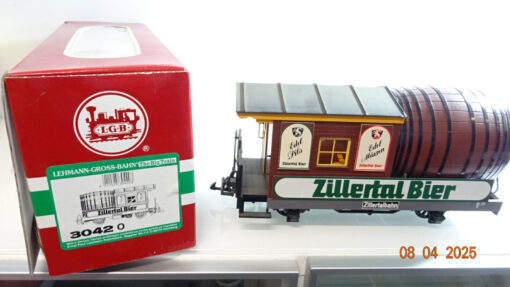 LGB
LEHMANN-GROSS-BAHN The Big Train
Zillertal Bier
3042 0
Edel
Pils
Zillertal Bier
Edel
Märzen
Zillertal Bier
Zillertal Bier
Zillertalbahn
08 04 2025